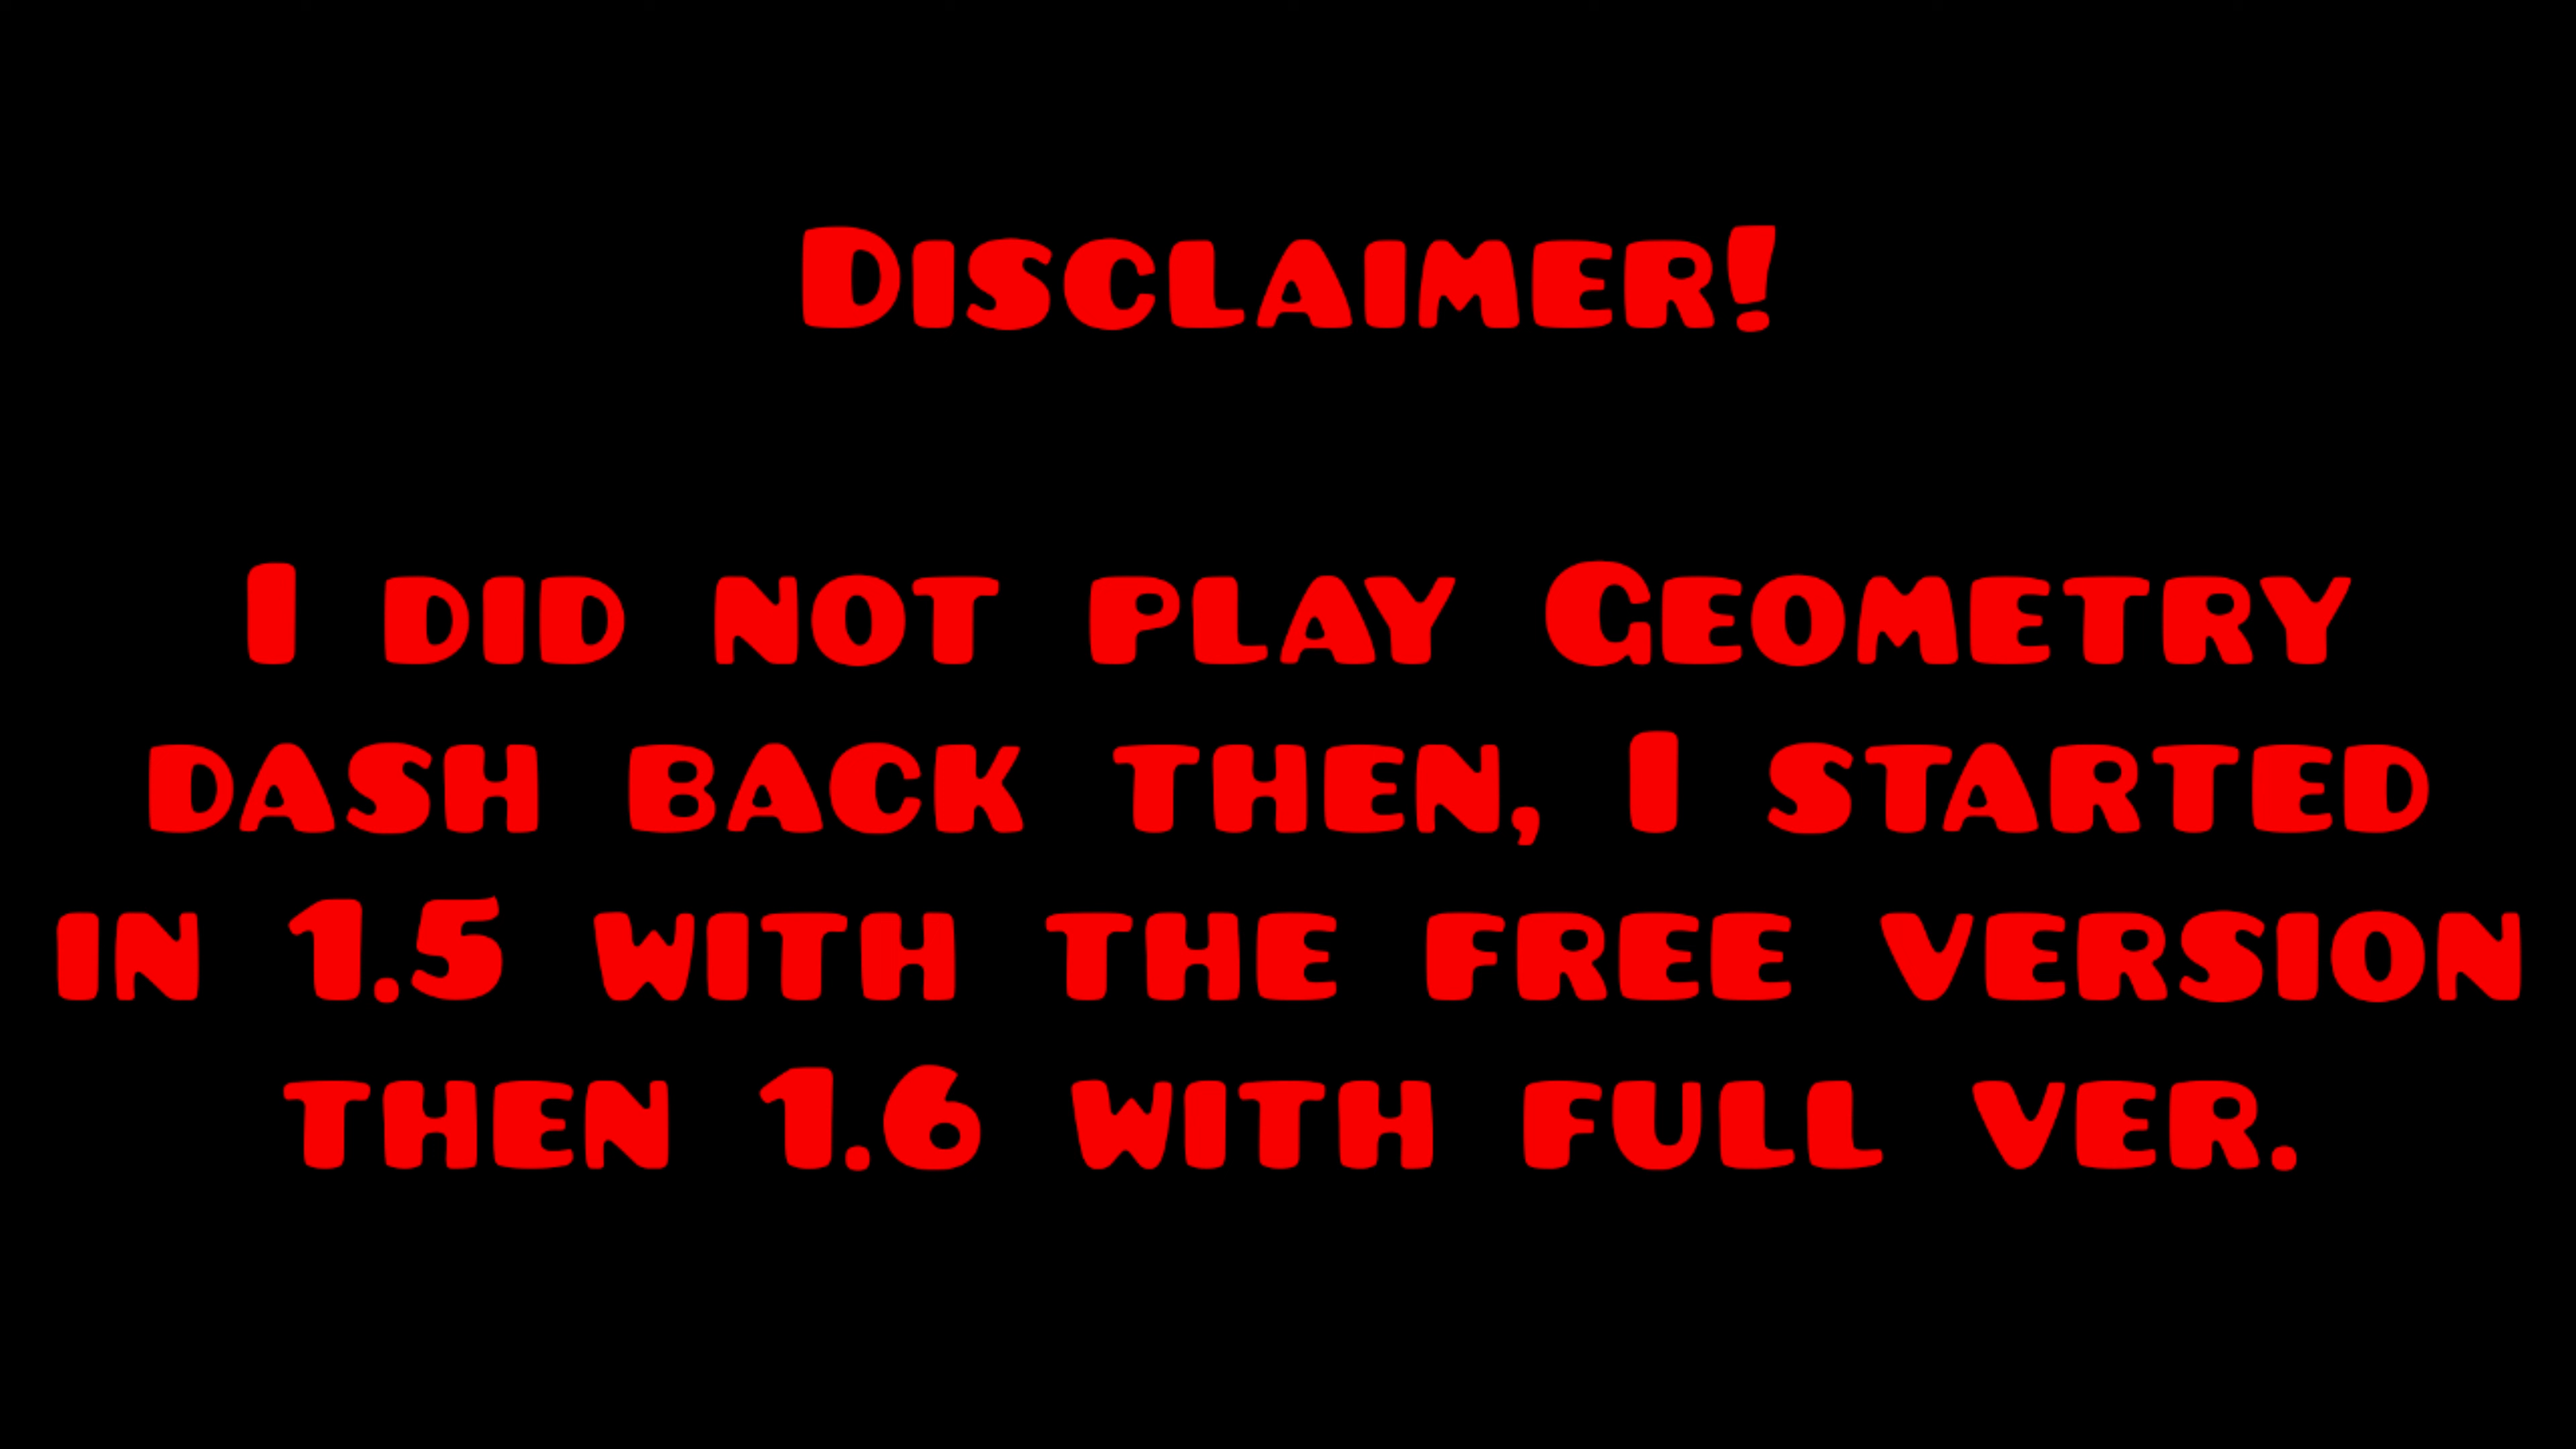 Disclaimer!
I did not play Geometry
dash back then, I started
in 1.5 with the free version
then 1.6 with full ver.